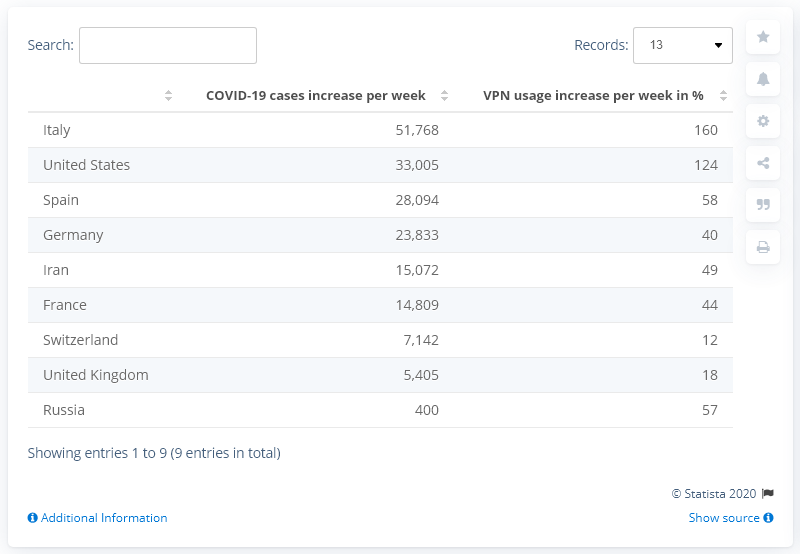 Search:
Records: 13
COVID-19 cases increase per week VPN usage increase per week in %
Italy 51,768 160
United States 33,005 124
Spain 28,094 58
Germany 23,833 40
Iran 15,072 49
France 14,809 44
Switzerland 7,142 12
United Kingdom 5,405 18
Russia 400 57
Showing entries 1 to 9 (9 entries in total)
© Statista 2020
Additional Information
Show source